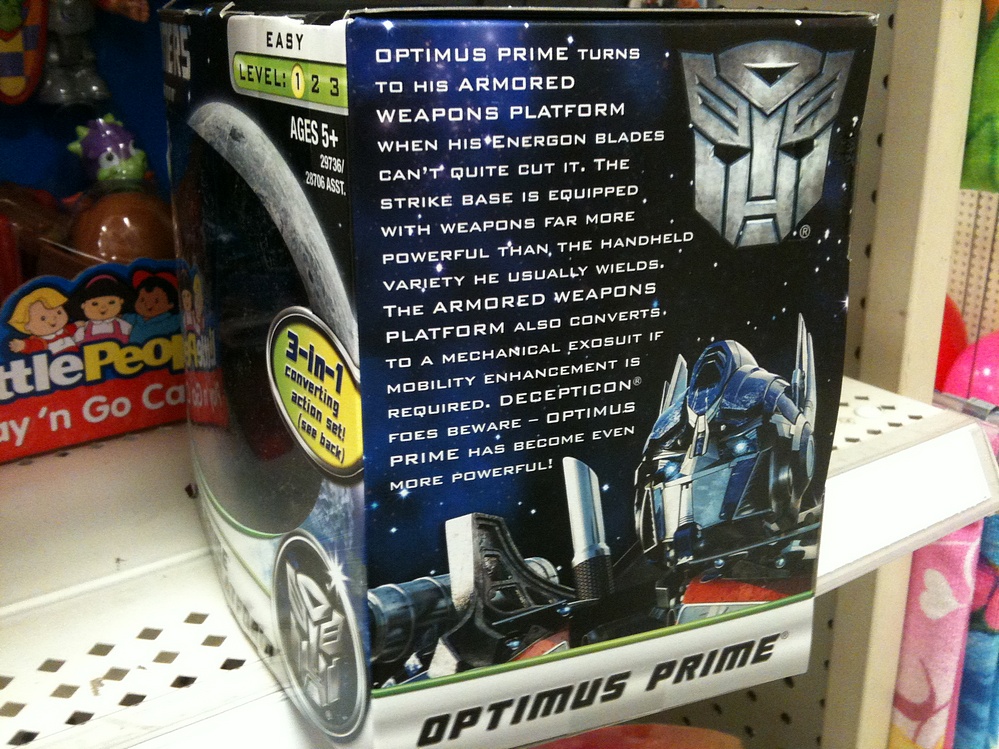 EASY
LEVEL: 1 2 3
AGES 5+
29736/
28706 ASST.
3-in-1
converting
action set!
(see back)
OPTIMUS PRIME TURNS
TO HIS ARMORED
WEAPONS PLATFORM
WHEN HIS ENERGON BLADES
CAN'T QUITE CUT IT. THE
STRIKE BASE IS EQUIPPED
WITH WEAPONS FAR MORE
POWERFUL THAN THE HANDHELD
VARIETY HE USUALLY WIELDS.
THE ARMORED WEAPONS
PLATFORM ALSO CONVERTS
TO A MECHANICAL EXOSUIT IF
MOBILITY ENHANCEMENT IS
REQUIRED. DECEPTICON®
FOES BEWARE – OPTIMUS
PRIME HAS BECOME EVEN
MORE POWERFUL!
®
OPTIMUS PRIME®
ttlePeop
ay 'n Go Ca